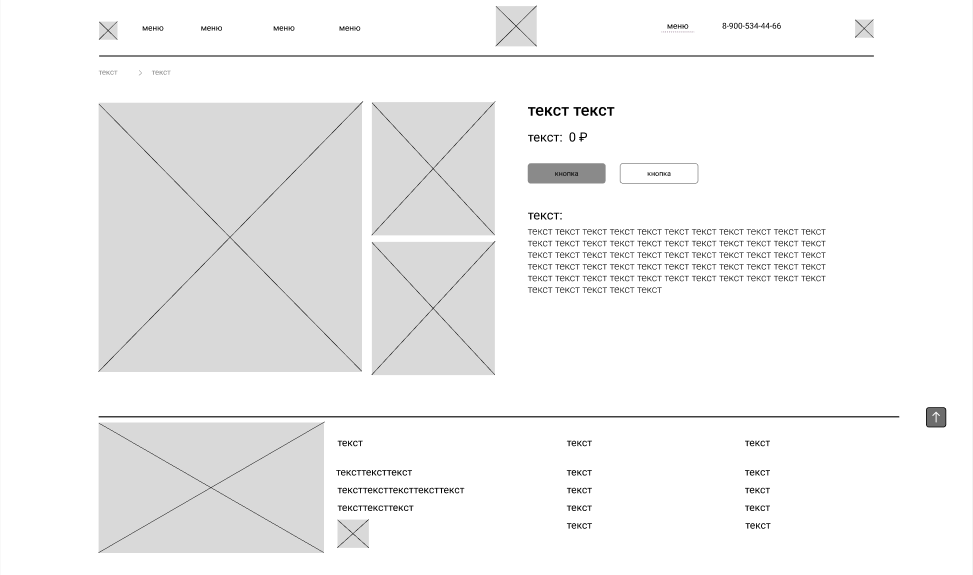 меню меню меню меню меню 8-900-534-44-66
текст > текст
текст текст
текст: 0 ₽
кнопка кнопка
текст:
текст текст текст текст текст текст текст текст текст текст текст
текст текст текст текст текст текст текст текст текст текст текст
текст текст текст текст текст текст текст текст текст текст текст
текст текст текст текст текст текст текст текст текст текст текст
текст текст текст текст текст текст текст текст текст текст текст
текст текст текст текст текст
текст текст текст
тексттексттекст текст текст
тексттексттексттексттекст текст текст
тексттексттекст текст текст
текст текст